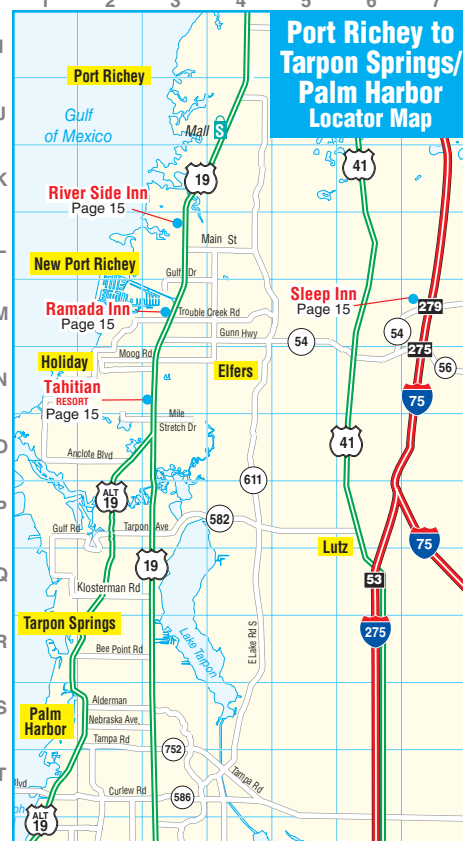 1 2 3 4 5 6 7
Port Richey to
Tarpon Springs/
Palm Harbor
Locator Map
Port Richey
J
Gulf
of Mexico
Mall S
K
19
41
River Side Inn
Page 15
L
Main St
New Port Richey
Gulf Dr
Sleep Inn
Page 15
279
M
Ramada Inn
Page 15
Trouble Creek Rd
Gunn Hwy
54
54
275
Moog Rd
Holiday
Elfers
56
N
Tahitian
RESORT
Page 15
75
Mile
Stretch Dr
41
Anclote Blvd
611
ALT
19
P
582
Gulf Rd
Tarpon Ave
Lutz
75
19
53
Q
Klosterman Rd
Tarpon Springs
275
R
Lake Tarpon
E Lake Rd S
Bee Point Rd
S
Alderman
Palm
Harbor
Nebraska Ave.
Tampa Rd
752
T
Tampa Rd
Blvd
Curlew Rd
586
ALT
19